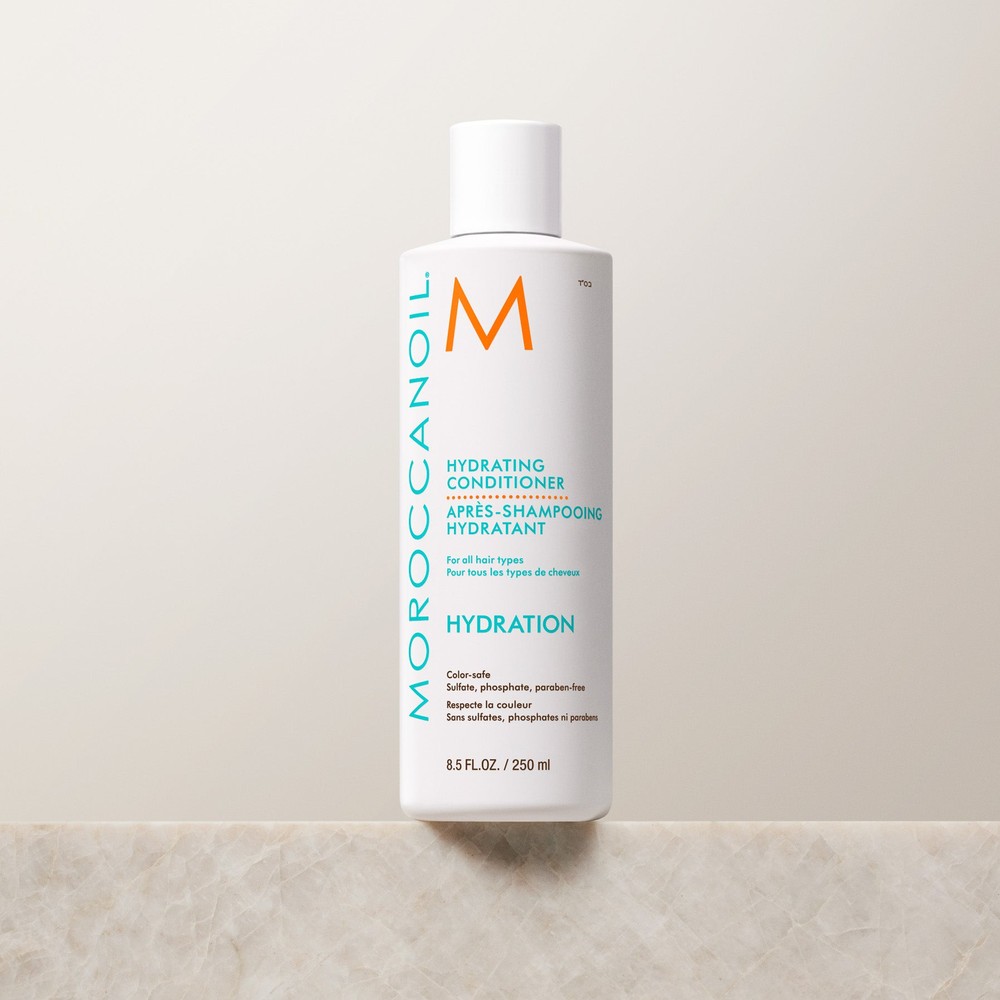 MOROCCANOIL.
M
HYDRATING
CONDITIONER
APRÈS-SHAMPOOING
HYDRATANT
For all hair types
Pour tous les types de cheveux
HYDRATION
Color-safe
Sulfate, phosphate, paraben-free
Respecte la couleur
Sans sulfates, phosphates ni parabens
8.5 FL.OZ. / 250 ml